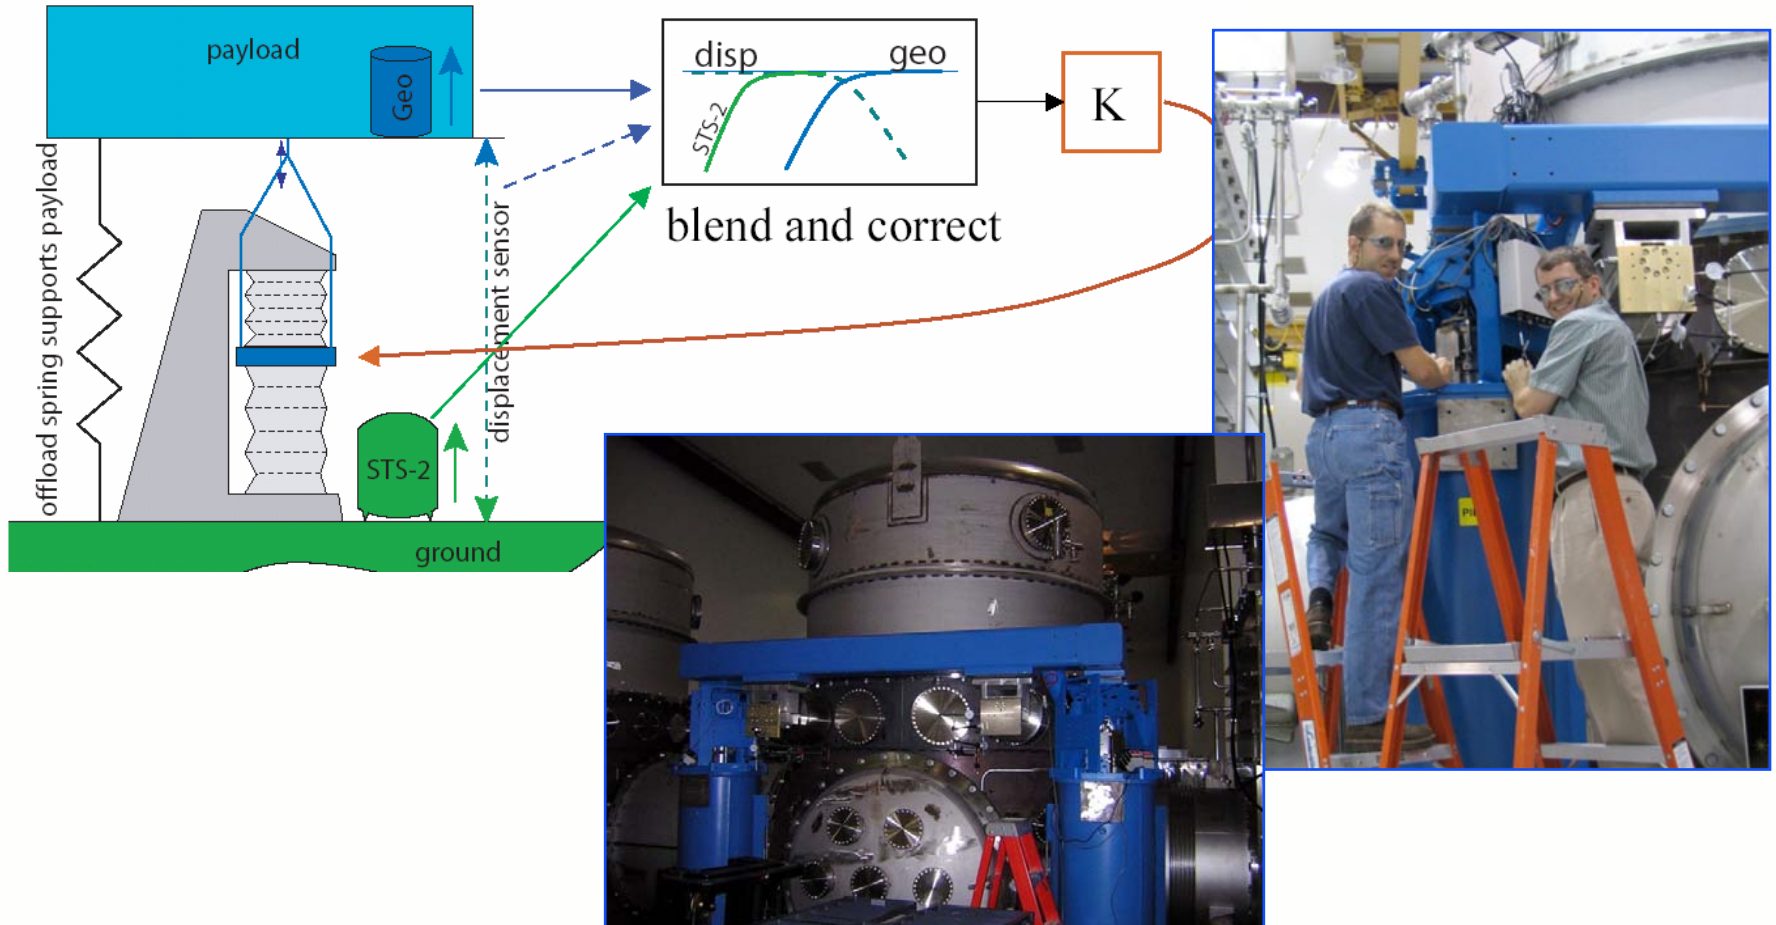 payload
Geo
disp
geo
STS-2
K
blend and correct
offload spring supports payload
displacement sensor
STS-2
ground